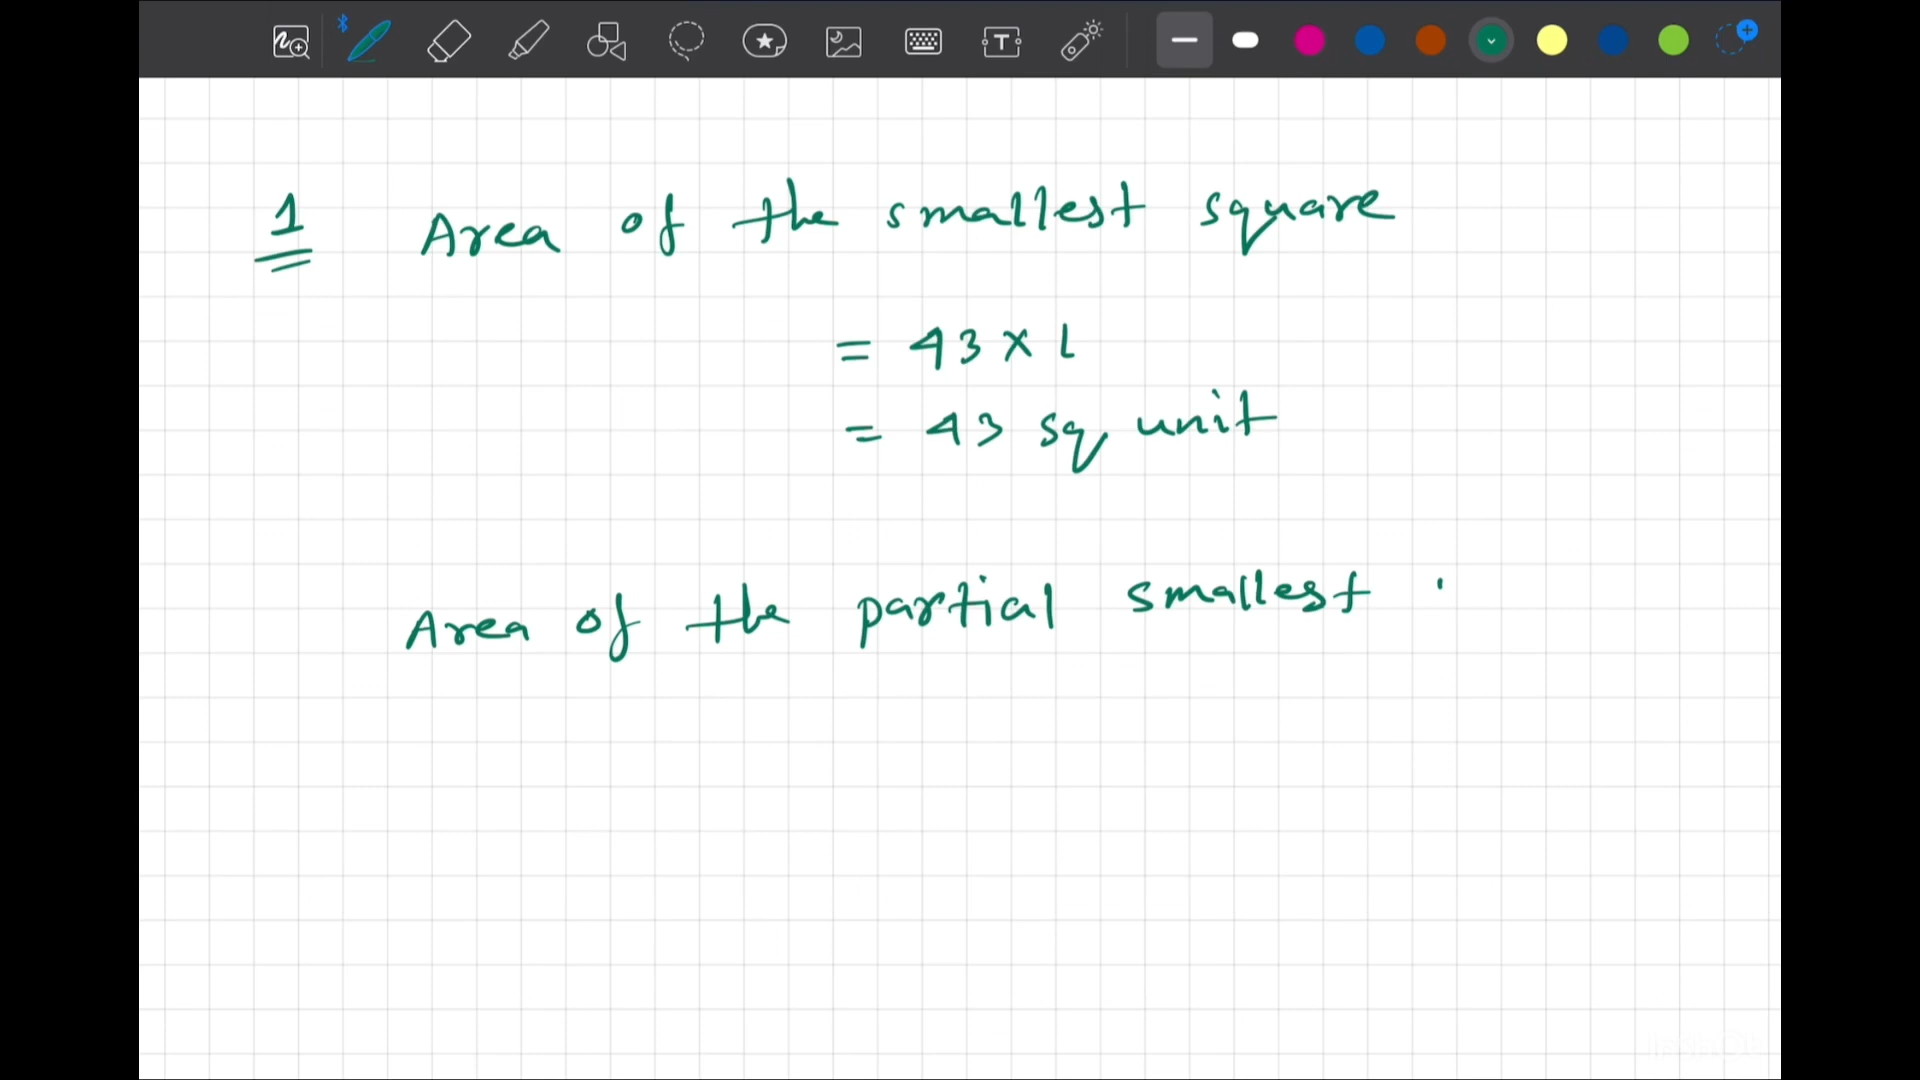 1 Area of the smallest square
= 43 × 1
= 43 sq unit
Area of the partial smallest